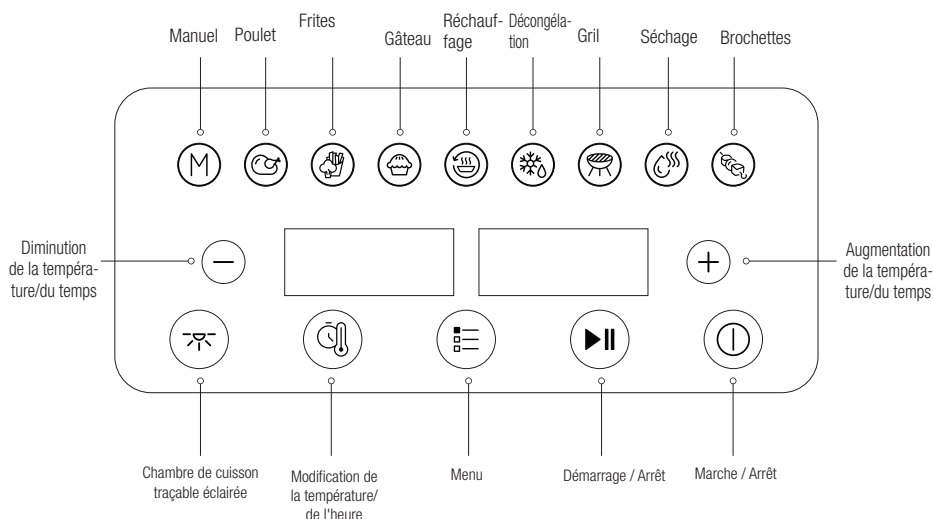 Manuel
Poulet
Frites
Gâteau
Réchauf-
fage
Décongéla-
tion
Gril
Séchage
Brochettes
M
Diminution
de la tempéra-
ture/du temps
Augmentation
de la tempéra-
ture/du temps
Chambre de cuisson
traçable éclairée
Modification de
la température/
de l'heure
Menu
Démarrage / Arrêt
Marche / Arrêt